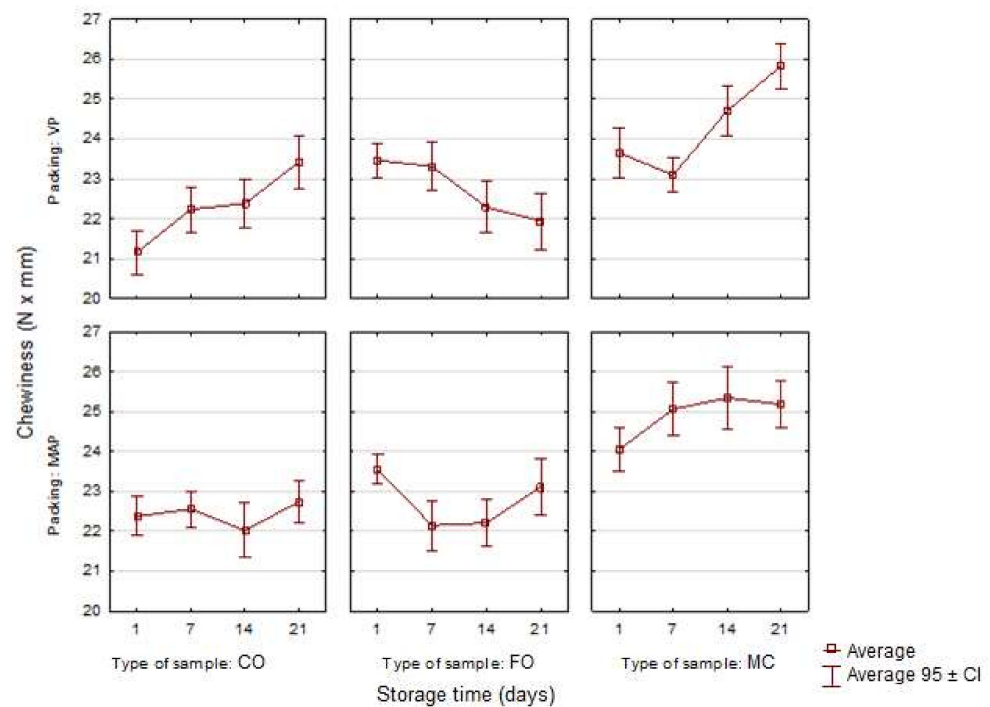 27
26
25
24
23
22
21
20
Packing: VP
Chewiness (N x mm)
27
26
25
24
23
22
21
20
Packing: MAP
1 7 14 21
1 7 14 21
1 7 14 21
Type of sample: CO
Type of sample: FO
Type of sample: MC
Storage time (days)
Average
Average 95 ± CI